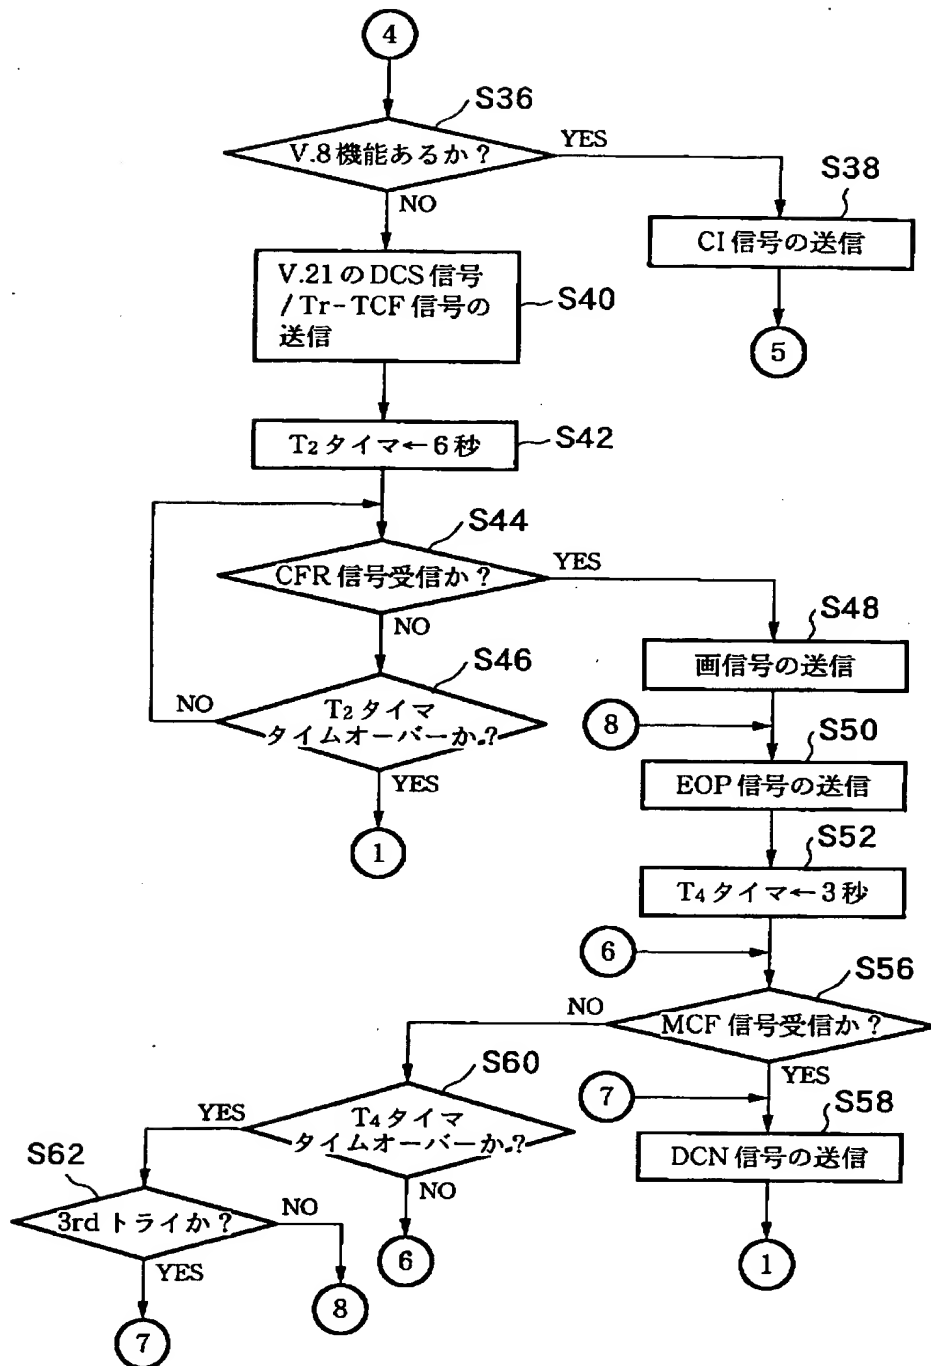 4
S36
V.8機能あるか?
YES
NO
S38
CI信号の送信
5
V.21のDCS信号
/Tr-TCF信号の
送信
S40
T2タイマ←6秒
S42
S44
CFR信号受信か?
YES
NO
S46
T2タイマ
タイムオーバーか?
NO
YES
1
S48
画信号の送信
8
S50
EOP信号の送信
S52
T4タイマ←3秒
6
S56
MCF信号受信か?
NO
YES
7
S58
DCN信号の送信
1
S60
T4タイマ
タイムオーバーか?
YES
NO
6
S62
3rdトライか?
NO
8
YES
7